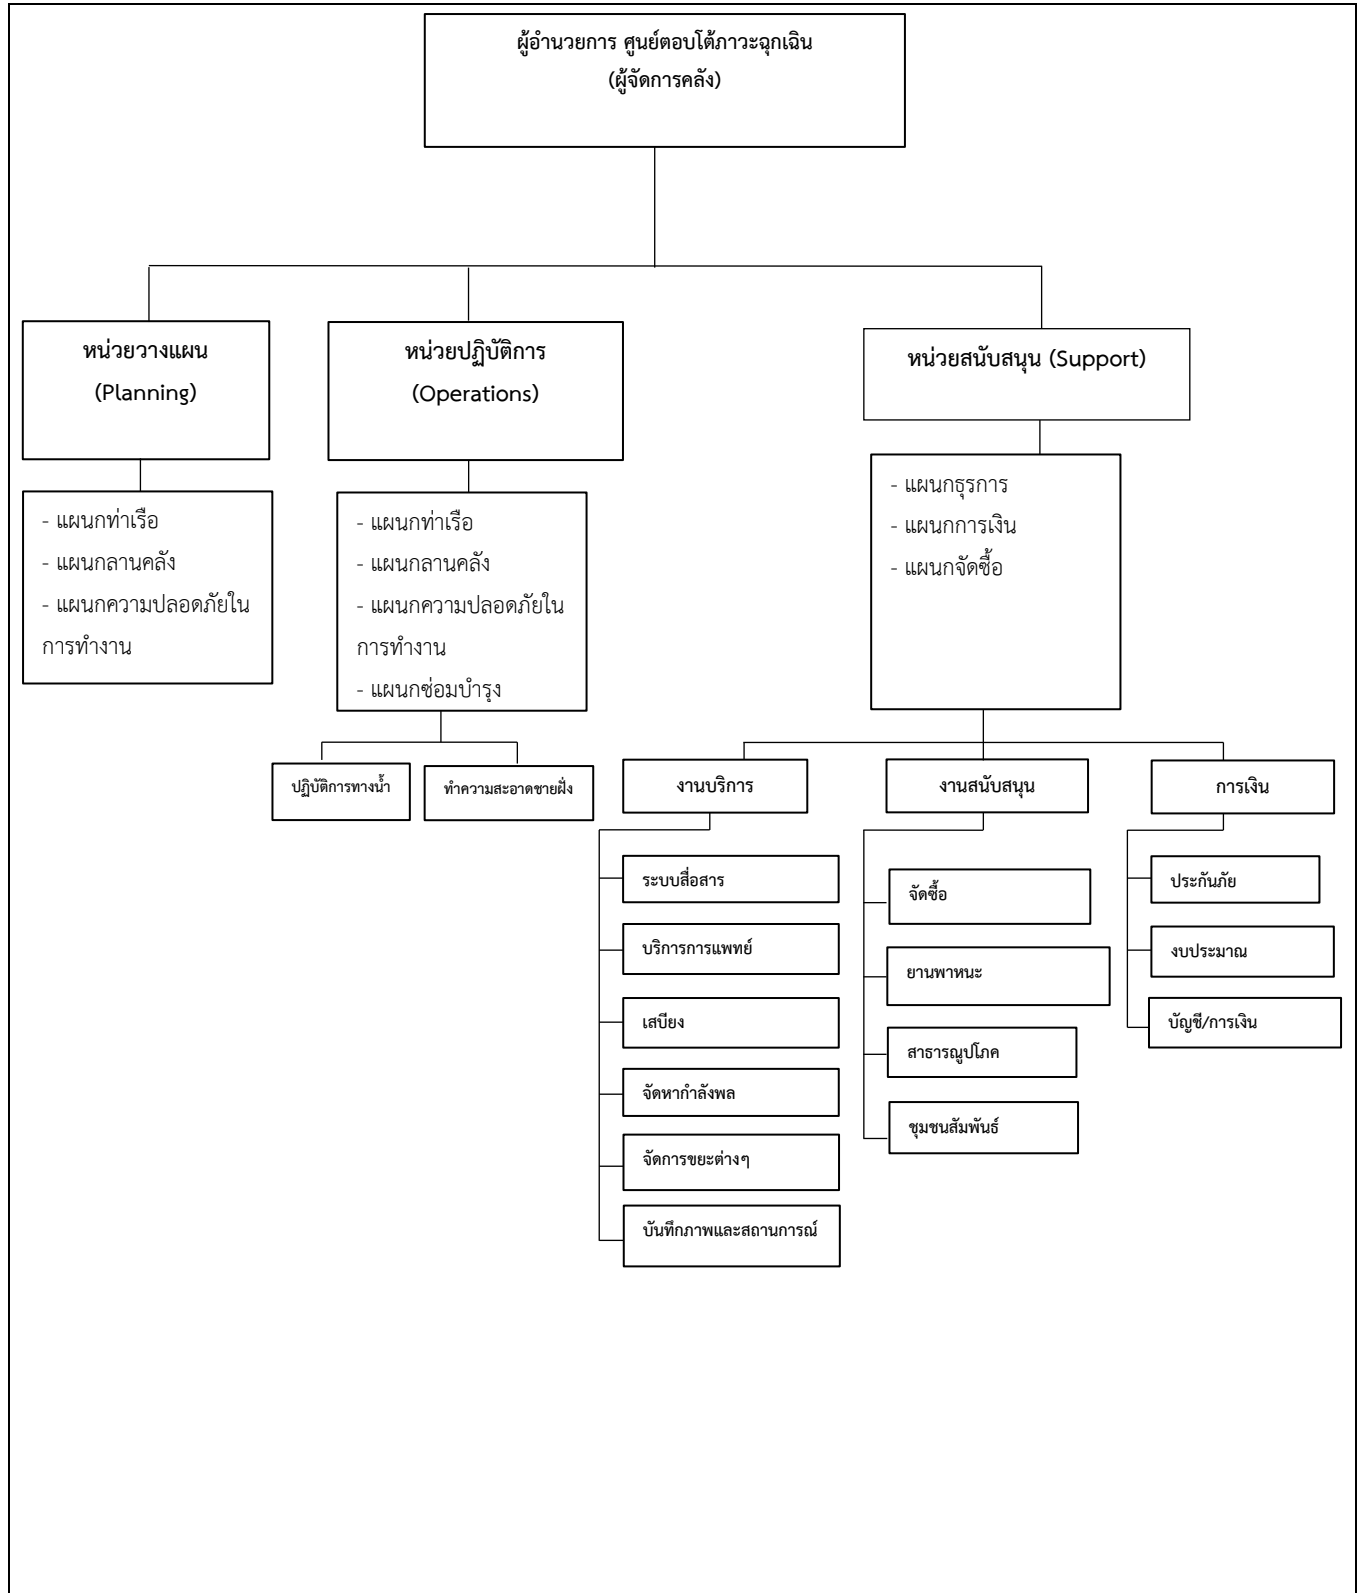 ผู้อำนวยการ ศูนย์ตอบโต้ภาวะฉุกเฉิน
(ผู้จัดการคลัง)
หน่วยวางแผน
(Planning)
หน่วยปฏิบัติการ
(Operations)
หน่วยสนับสนุน (Support)
- แผนกท่าเรือ
- แผนกลานคลัง
- แผนกความปลอดภัยใน
การทำงาน
- แผนกท่าเรือ
- แผนกลานคลัง
- แผนกความปลอดภัยใน
การทำงาน
- แผนกซ่อมบำรุง
- แผนกธุรการ
- แผนกการเงิน
- แผนกจัดซื้อ
ปฏิบัติการทางน้ำ
ทำความสะอาดชายฝั่ง
งานบริการ
งานสนับสนุน
การเงิน
ระบบสื่อสาร
บริการการแพทย์
เสบียง
จัดหากำลังพล
จัดการขยะต่างๆ
บันทึกภาพและสถานการณ์
จัดซื้อ
ยานพาหนะ
สาธารณูปโภค
ชุมชนสัมพันธ์
ประกันภัย
งบประมาณ
บัญชี/การเงิน